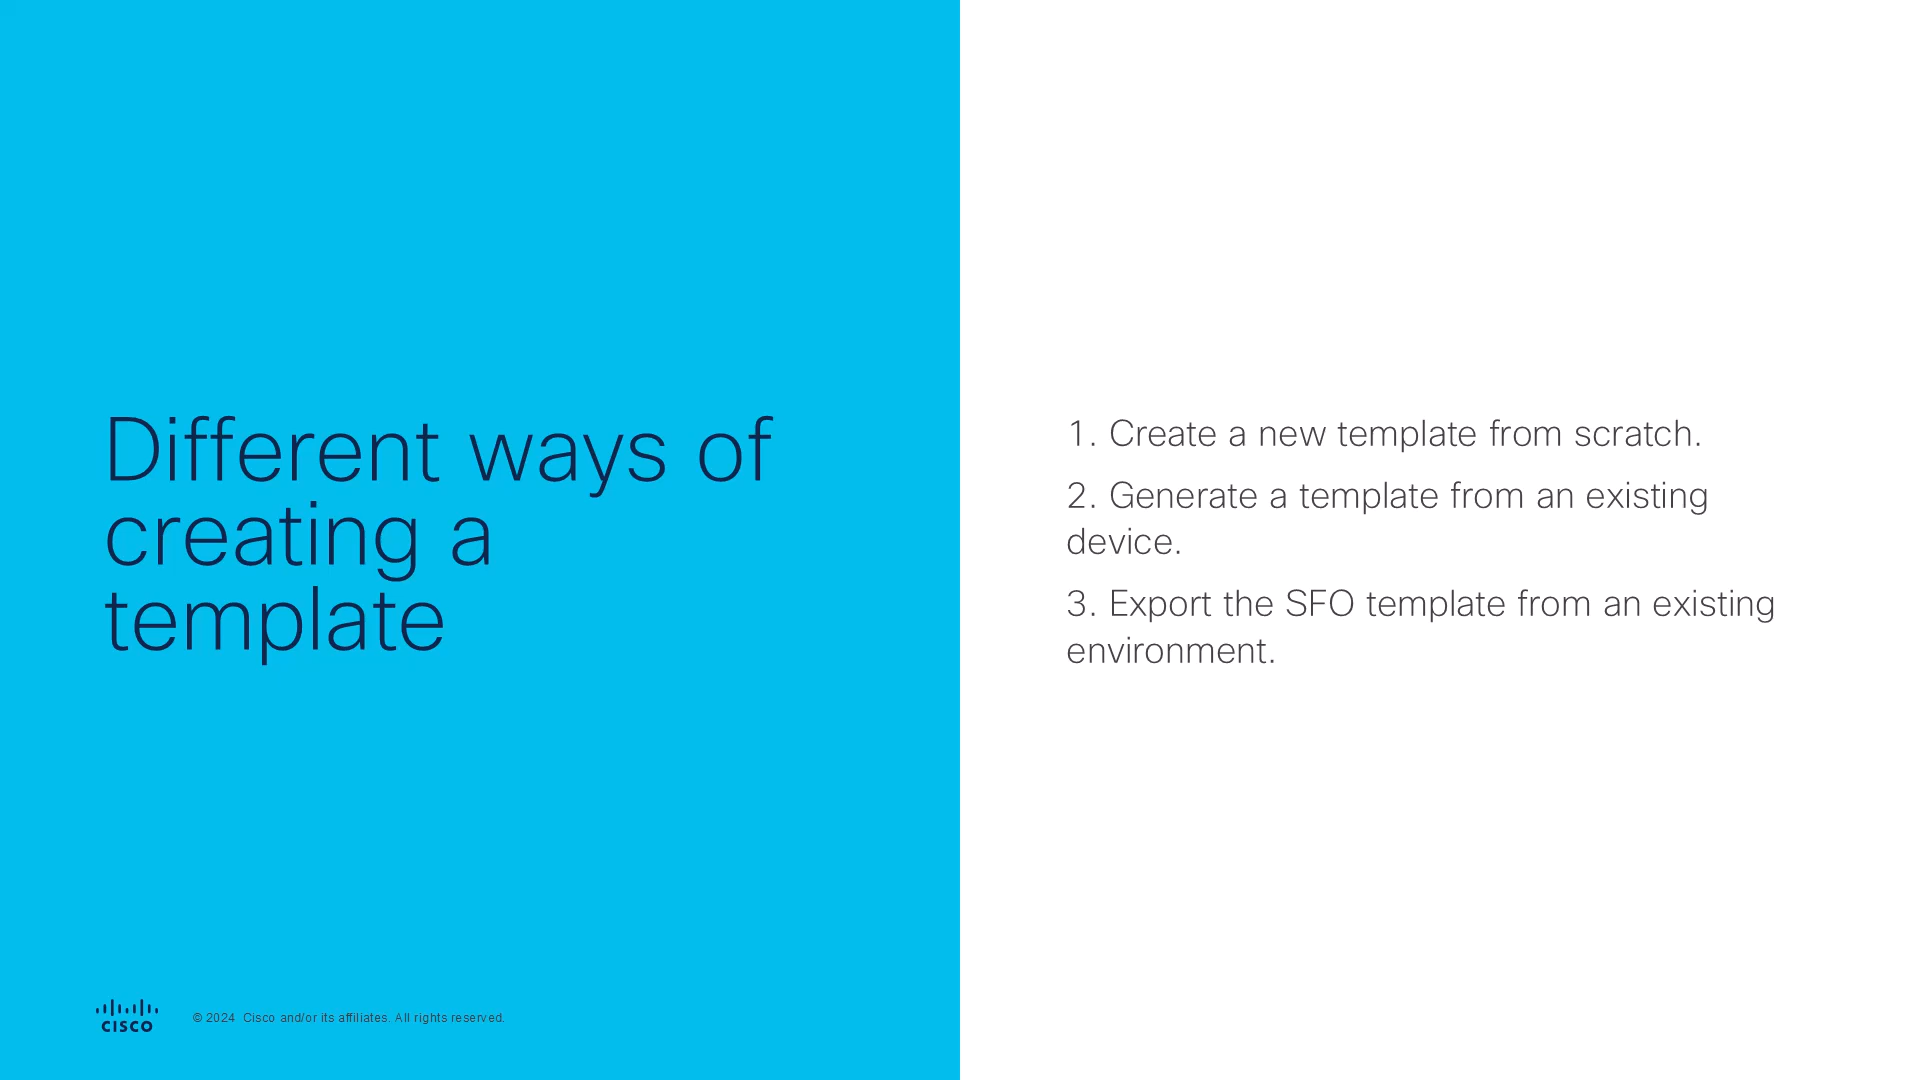 Different ways of
creating a
template
1. Create a new template from scratch.
2. Generate a template from an existing
device.
3. Export the SFO template from an existing
environment.
CISCO
© 2024 Cisco and/or its affiliates. All rights reserved.